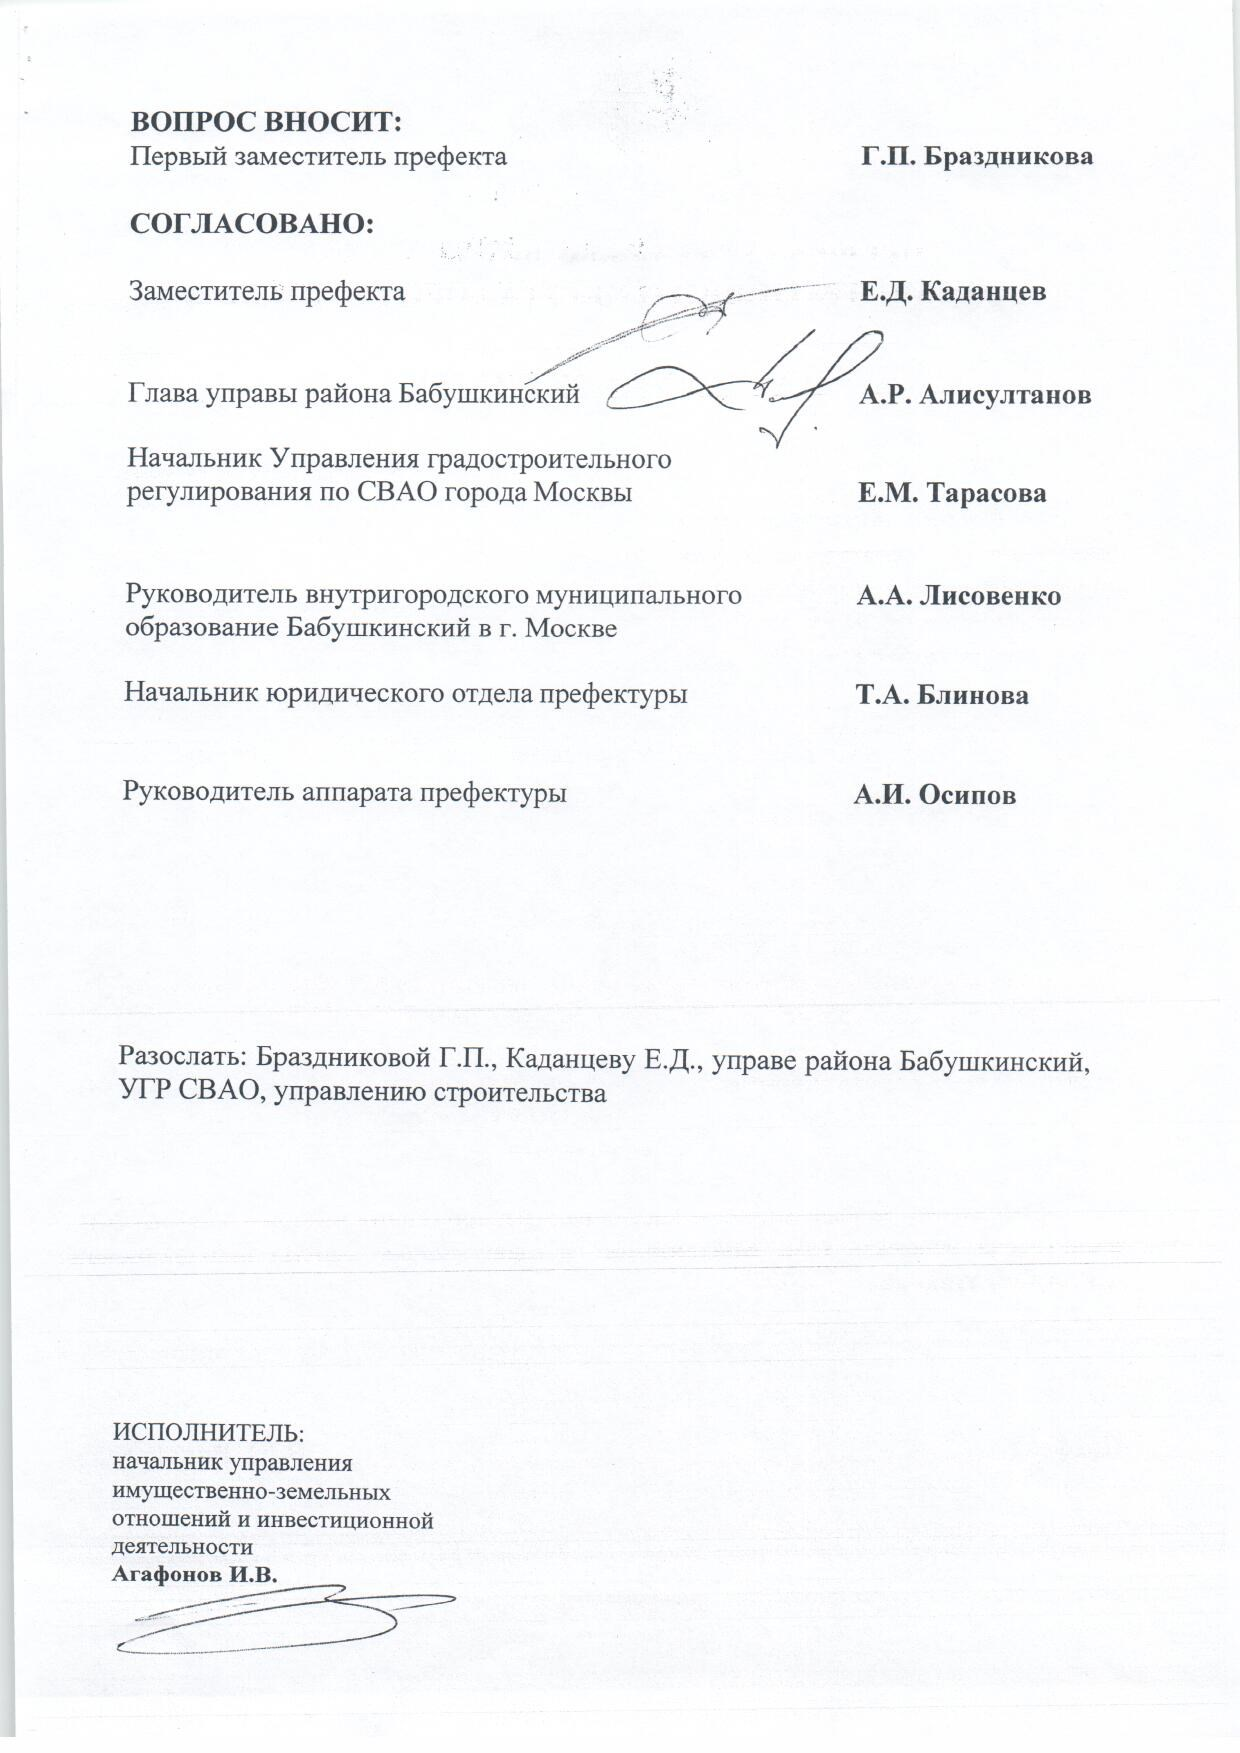 ВОПРОС ВНОСИТ:
Первый заместитель префекта Г.П. Браздникова
СОГЛАСОВАНО:
Заместитель префекта Е.Д. Каданцев
Глава управы района Бабушкинский А.Р. Алисултанов
Начальник Управления градостроительного
регулирования по СВАО города Москвы Е.М. Тарасова
Руководитель внутригородского муниципального А.А. Лисовенко
образование Бабушкинский в г. Москве
Начальник юридического отдела префектуры Т.А. Блинова
Руководитель аппарата префектуры А.И. Осипов
Разослать: Браздниковой Г.П., Каданцеву Е.Д., управе района Бабушкинский,
УГР СВАО, управлению строительства
ИСПОЛНИТЕЛЬ:
начальник управления
имущественно-земельных
отношений и инвестиционной
деятельности
Агафонов И.В.